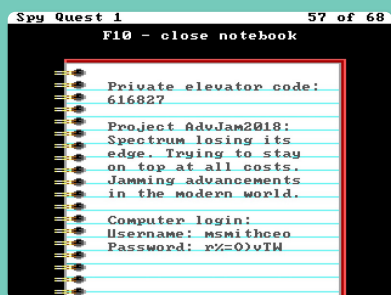 Spy Quest 1 57 of 68
F10 - close notebook
Private elevator code:
616827
Project AdvJam2018:
Spectrum losing its
edge. Trying to stay
on top at all costs.
Jamming advancements
in the modern world.
Computer login:
Username: msmithceo
Password: r%=O)vTW